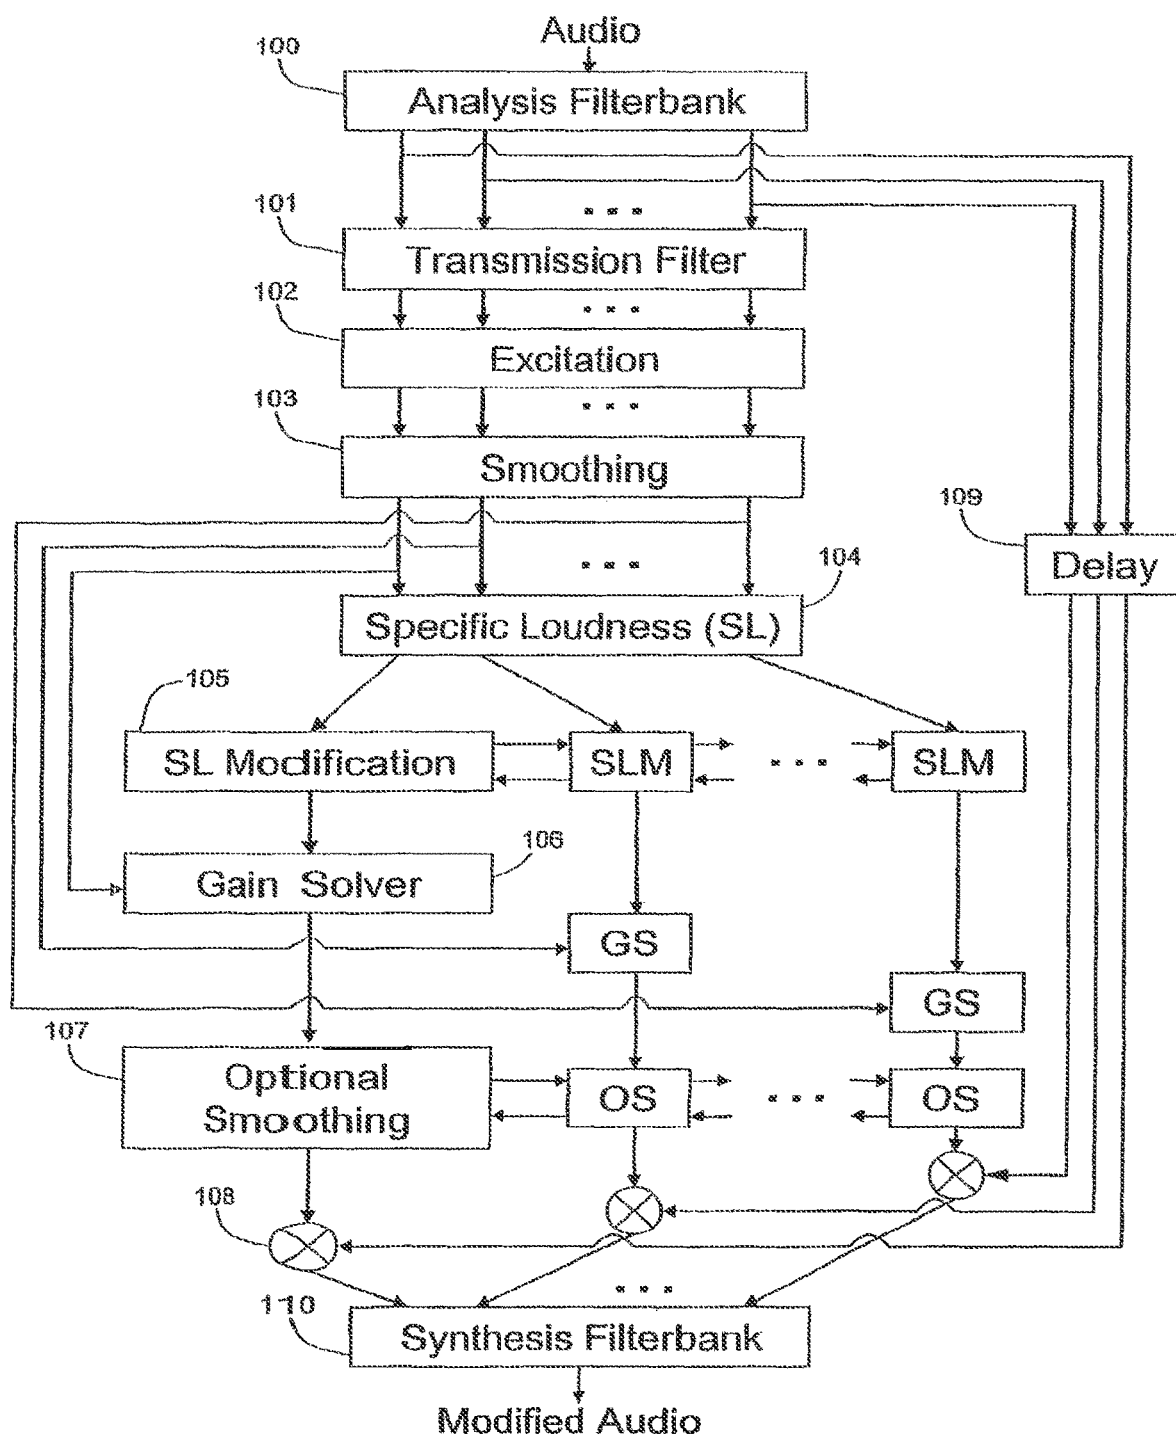 Audio
100
Analysis Filterbank
101
. . .
Transmission Filter
102
. . .
Excitation
103
. . .
Smoothing
109
Delay
. . .
104
Specific Loudness (SL)
105
SL Modification
SLM
. . .
SLM
106
Gain Solver
GS
GS
107
Optional
Smoothing
OS
. . .
OS
108
. . .
110
Synthesis Filterbank
Modified Audio